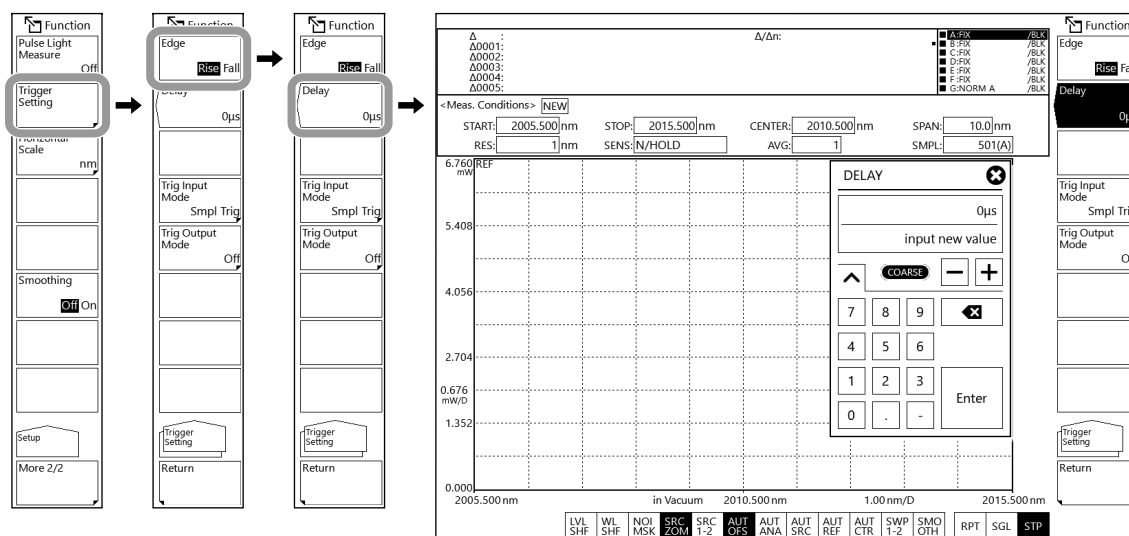 Function
Pulse Light
Measure
Off
Trigger
Setting
Horizontal
Scale
nm
Smoothing
Off On
Setup
More 2/2
Function
Edge
Rise Fall
Delay
0µs
Trig Input
Mode
Smpl Trig
Trig Output
Mode
Off
Trigger
Setting
Return
Function
Edge
Rise Fall
Delay
0µs
Trig Input
Mode
Smpl Trig
Trig Output
Mode
Off
Trigger
Setting
Return
Δ :
Δ0001:
Δ0002:
Δ0003:
Δ0004:
Δ0005:
Δ/Δn:
A:FIX /BLK
B:FIX /BLK
C:FIX /BLK
D:FIX /BLK
E:FIX /BLK
F:FIX /BLK
G:NORM A /BLK
<Meas. Conditions> NEW
START: 2005.500 nm STOP: 2015.500 nm CENTER: 2010.500 nm SPAN: 10.0 nm
RES: 1 nm SENS: N/HOLD AVG: 1 SMPL: 501(A)
6.760 REF
mW
5.408
4.056
2.704
0.676
mW/D
1.352
0.000
2005.500 nm in Vacuum 2010.500 nm 1.00 nm/D 2015.500 nm
DELAY
0µs
input new value
COARSE
7 8 9
4 5 6
1 2 3
Enter
0 . -
LVL SHF WL SHF NOI MSK SRC ZOM SRC 1-2 AUT OFS AUT ANA AUT SRC AUT REF AUT CTR SWP 1-2 SMO OTH RPT SGL STP
Function
Edge
Rise Fa
Delay
0µ
Trig Input
Mode
Smpl Tri
Trig Output
Mode
O
Trigger
Setting
Return